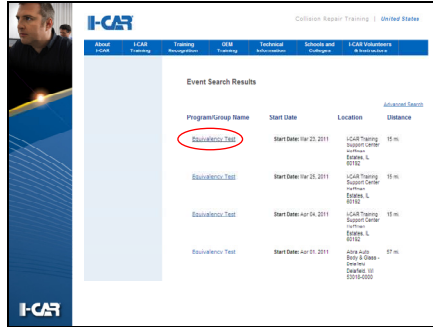 I-CAR
Collision Repair Training | United States
About I-CAR
I-CAR Training
Training Recognition
OEM Training
Technical Information
Schools and Colleges
I-CAR Volunteers & Instructors
Event Search Results
Advanced Search
Program/Group Name Start Date Location Distance
Equivalency Test Start Date: Mar 23, 2011 I-CAR Training 15 mi.
Support Center
Hoffman
Estates, IL
60192
Equivalency Test Start Date: Mar 25, 2011 I-CAR Training 15 mi.
Support Center
Hoffman
Estates, IL
60192
Equivalency Test Start Date: Apr 04, 2011 I-CAR Training 15 mi.
Support Center
Hoffman
Estates, IL
60192
Equivalency Test Start Date: Apr 01, 2011 Abra Auto 57 mi.
Body & Glass -
Delafield
Delafield, WI
53018-0000
I-CAR